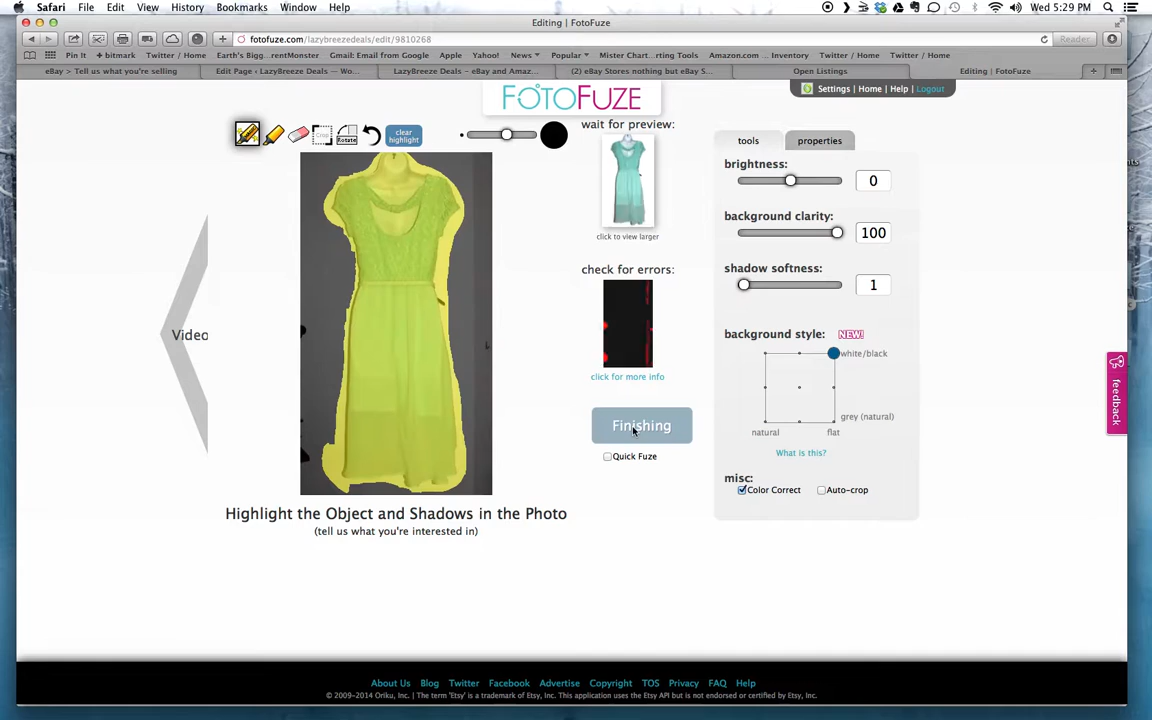 Safari File Edit View History Bookmarks Window Help Wed 5:29 PM
Editing | FotoFuze
fotofuze.com/lazybreezedeals/edit/9810268 Reader
Pin It + bitmark Twitter / Home Earth's Bigg...rentMonster Gmail: Email from Google Apple Yahoo! News Popular Mister Chart...ting Tools Amazon.com ... Inventory Twitter / Home Twitter / Home
eBay > Tell us what you're selling Edit Page ‹ LazyBreeze Deals — Wo... LazyBreeze Deals – eBay and Amaz... (2) eBay Stores nothing but eBay S... Open Listings Editing | FotoFuze
Settings | Home | Help | Logout
FOTOFUZE
clear highlight
Crop
Rotate
wait for preview:
click to view larger
check for errors:
click for more info
Finishing
Quick Fuze
Video
Highlight the Object and Shadows in the Photo
(tell us what you're interested in)
tools properties
brightness:
0
background clarity:
100
shadow softness:
1
background style: NEW!
white/black
grey (natural)
natural flat
What is this?
misc:
Color Correct Auto-crop
feedback
About Us Blog Twitter Facebook Advertise Copyright TOS Privacy FAQ Help
© 2009-2014 Oriku, Inc. | The term 'Etsy' is a trademark of Etsy, Inc. This application uses the Etsy API but is not endorsed or certified by Etsy, Inc.